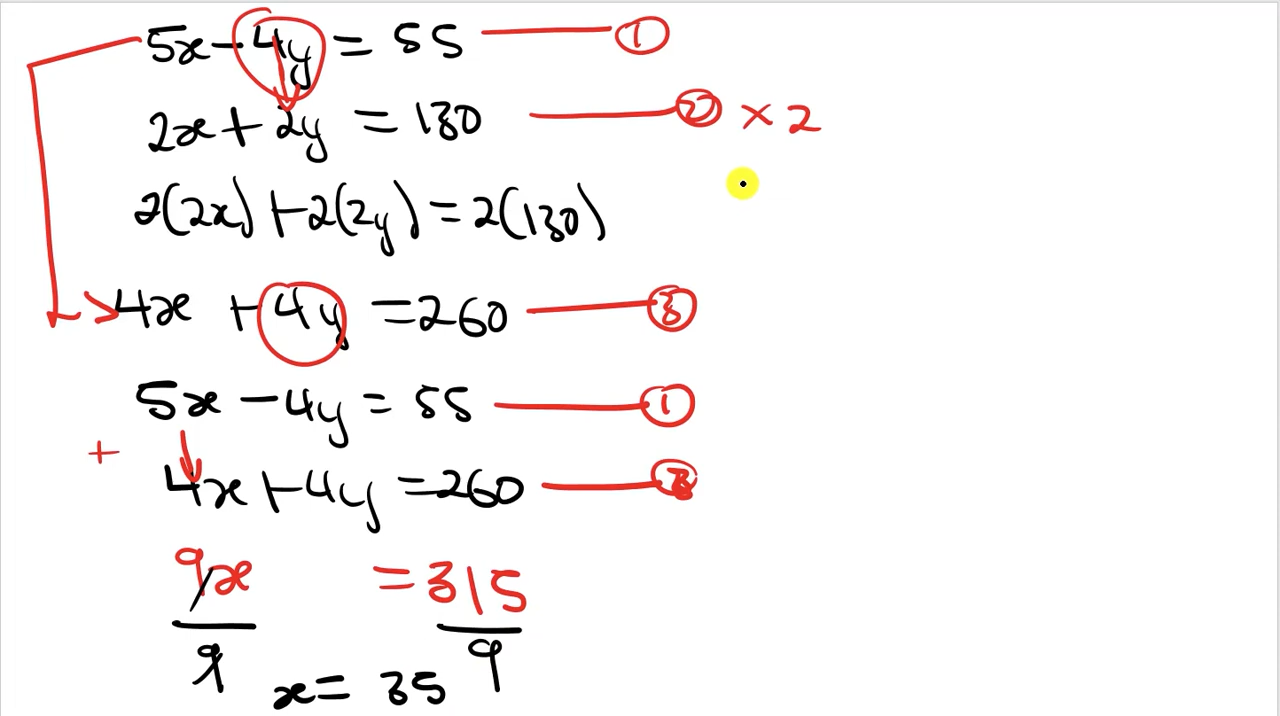 5x - 4y = 55 ①
2x + 2y = 130 ② × 2
2(2x) + 2(2y) = 2(130)
4x + 4y = 260 ③
5x - 4y = 55 ①
+
4x + 4y = 260 ③
9x = 315
9 9
x = 35